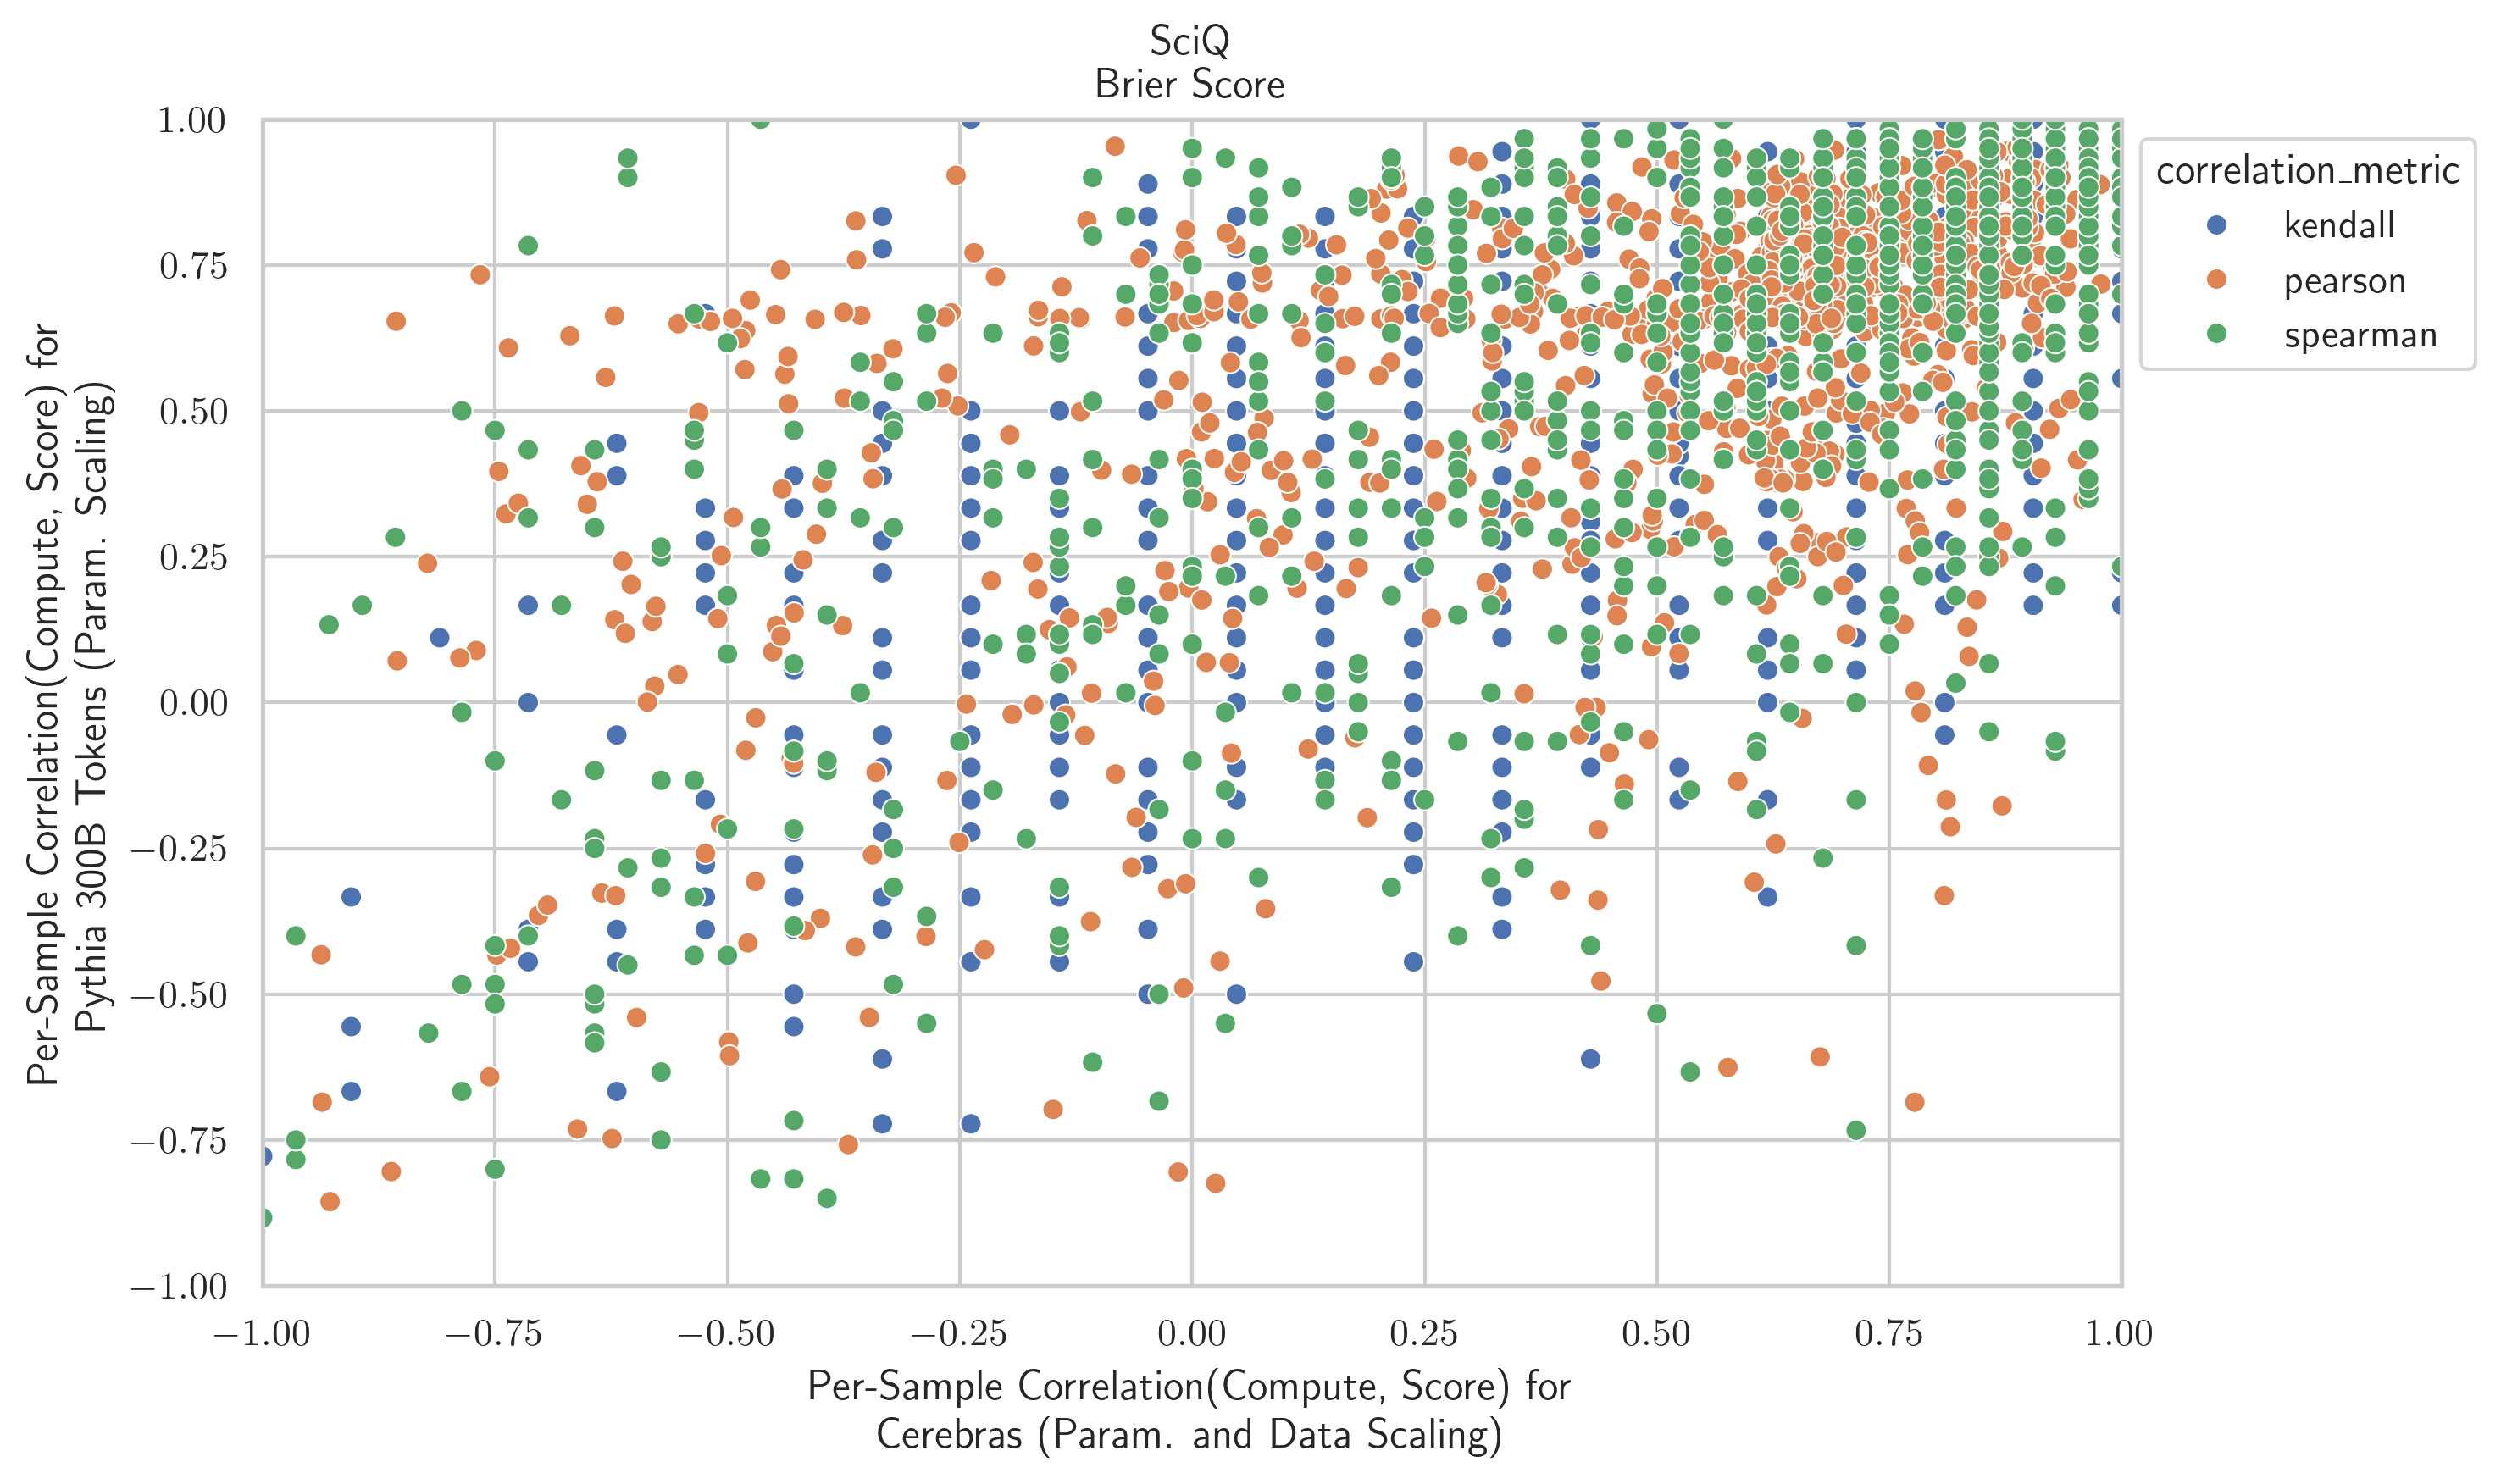 SciQ
Brier Score
Per-Sample Correlation(Compute, Score) for
Pythia 300B Tokens (Param. Scaling)
1.00
0.75
0.50
0.25
0.00
−0.25
−0.50
−0.75
−1.00
−1.00 −0.75 −0.50 −0.25 0.00 0.25 0.50 0.75 1.00
Per-Sample Correlation(Compute, Score) for
Cerebras (Param. and Data Scaling)
correlation_metric
kendall
pearson
spearman